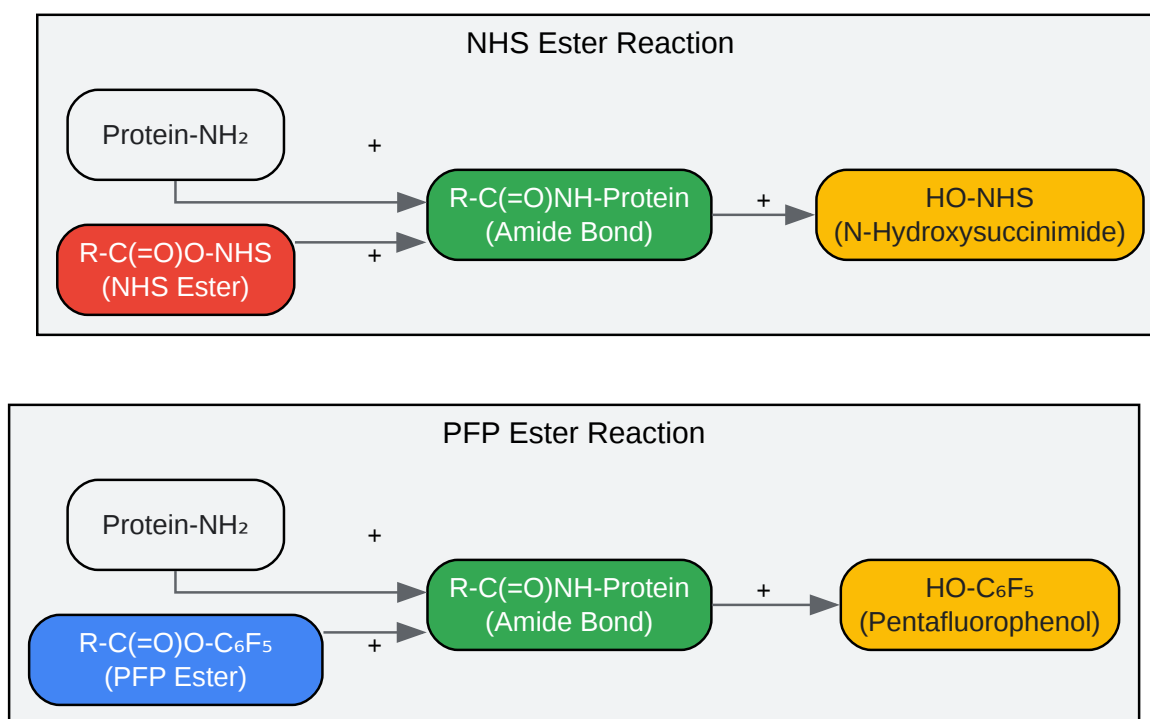 NHS Ester Reaction
Protein-NH₂
+
R-C(=O)O-NHS
(NHS Ester)
+
R-C(=O)NH-Protein
(Amide Bond)
+
HO-NHS
(N-Hydroxysuccinimide)
PFP Ester Reaction
Protein-NH₂
+
R-C(=O)O-C₆F₅
(PFP Ester)
+
R-C(=O)NH-Protein
(Amide Bond)
+
HO-C₆F₅
(Pentafluorophenol)